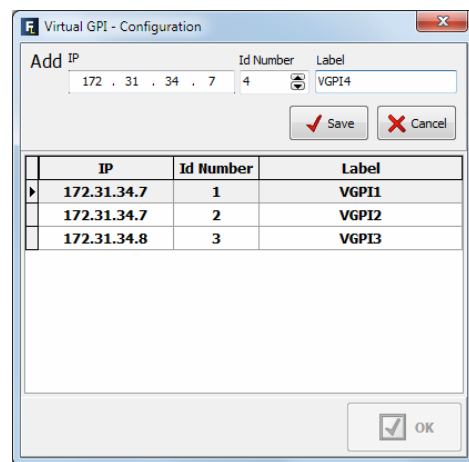 Virtual GPI - Configuration
Add IP Id Number Label
172 . 31 . 34 . 7 4 VGPI4
Save Cancel
IP Id Number Label
172.31.34.7 1 VGPI1
172.31.34.7 2 VGPI2
172.31.34.8 3 VGPI3
OK